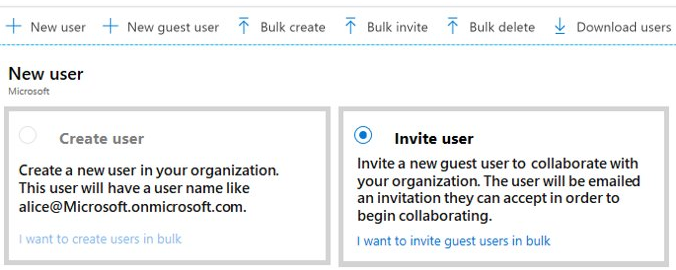 New user New guest user Bulk create Bulk invite Bulk delete Download users
New user
Microsoft
Create user
Create a new user in your organization.
This user will have a user name like
alice@Microsoft.onmicrosoft.com.
I want to create users in bulk
Invite user
Invite a new guest user to collaborate with
your organization. The user will be emailed
an invitation they can accept in order to
begin collaborating.
I want to invite guest users in bulk